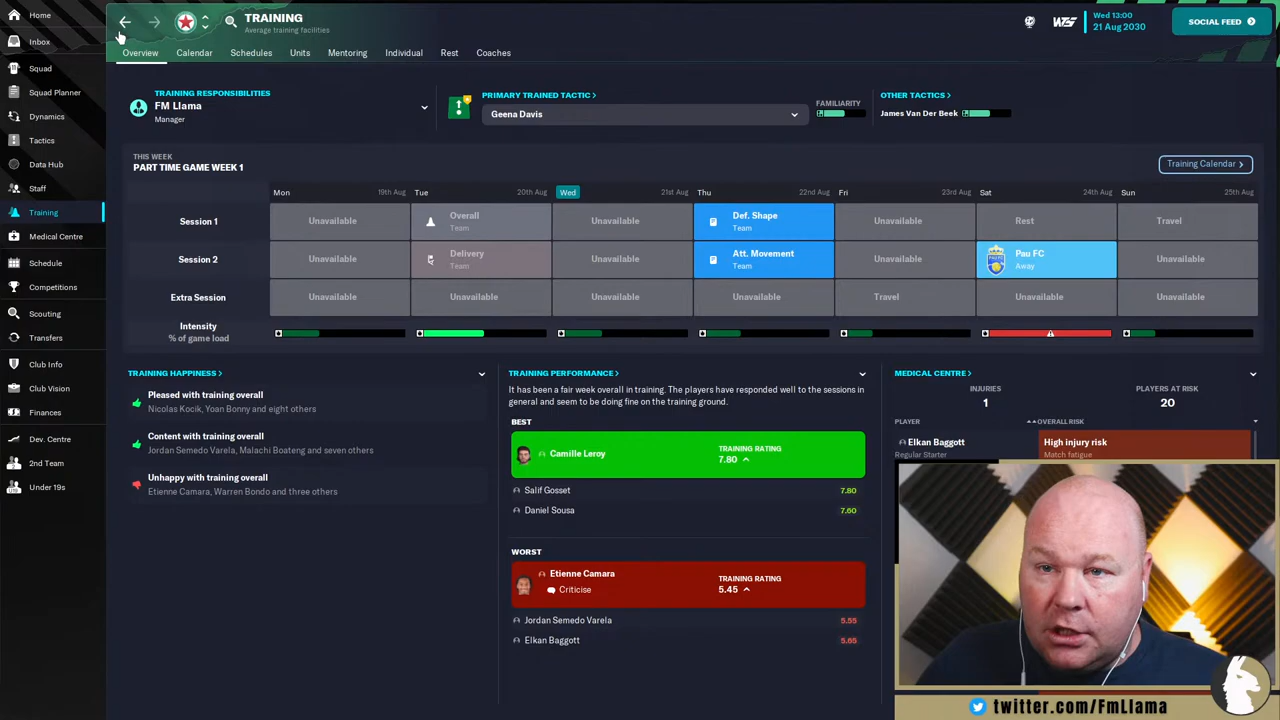 Home
Inbox
Squad
Squad Planner
Dynamics
Tactics
Data Hub
Staff
Training
Medical Centre
Schedule
Competitions
Scouting
Transfers
Club Info
Club Vision
Finances
Dev. Centre
2nd Team
Under 19s
TRAINING
Average training facilities
Wed 13:00
21 Aug 2030
SOCIAL FEED
Overview Calendar Schedules Units Mentoring Individual Rest Coaches
TRAINING RESPONSIBILITIES
FM Llama
Manager
PRIMARY TRAINED TACTIC >
Geena Davis
FAMILIARITY
OTHER TACTICS >
James Van Der Beek
THIS WEEK
PART TIME GAME WEEK 1
Training Calendar >
Mon 19th Aug Tue 20th Aug Wed 21st Aug Thu 22nd Aug Fri 23rd Aug Sat 24th Aug Sun 25th Aug
Session 1 Unavailable Overall Team Unavailable Def. Shape Team Unavailable Rest Travel
Session 2 Unavailable Delivery Team Unavailable Att. Movement Team Unavailable Pau FC Away Unavailable
Extra Session Unavailable Unavailable Unavailable Unavailable Travel Unavailable Unavailable
Intensity
% of game load
TRAINING HAPPINESS >
Pleased with training overall
Nicolas Kocik, Yoan Bonny and eight others
Content with training overall
Jordan Semedo Varela, Malachi Boateng and seven others
Unhappy with training overall
Etienne Camara, Warren Bondo and three others
TRAINING PERFORMANCE >
It has been a fair week overall in training. The players have responded well to the sessions in
general and seem to be doing fine on the training ground.
BEST
Camille Leroy
TRAINING RATING
7.80
Salif Gosset 7.80
Daniel Sousa 7.60
WORST
Etienne Camara
Criticise
TRAINING RATING
5.45
Jordan Semedo Varela 5.55
Elkan Baggott 5.65
MEDICAL CENTRE >
INJURIES
1
PLAYERS AT RISK
20
PLAYER OVERALL RISK
Elkan Baggott
Regular Starter
High injury risk
Match fatigue
twitter.com/FmLlama